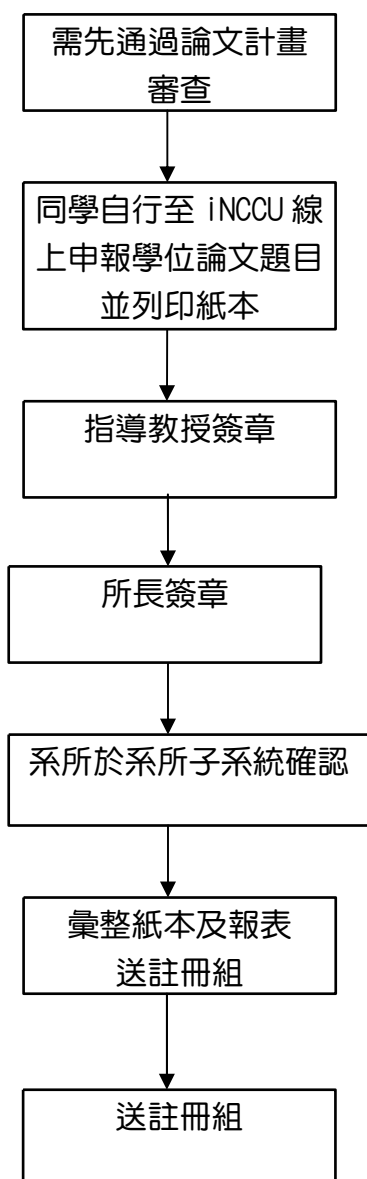 需先通過論文計畫
審查
同學自行至 iNCCU 線
上申報學位論文題目
並列印紙本
指導教授簽章
所長簽章
系所於系所子系統確認
彙整紙本及報表
送註冊組
送註冊組